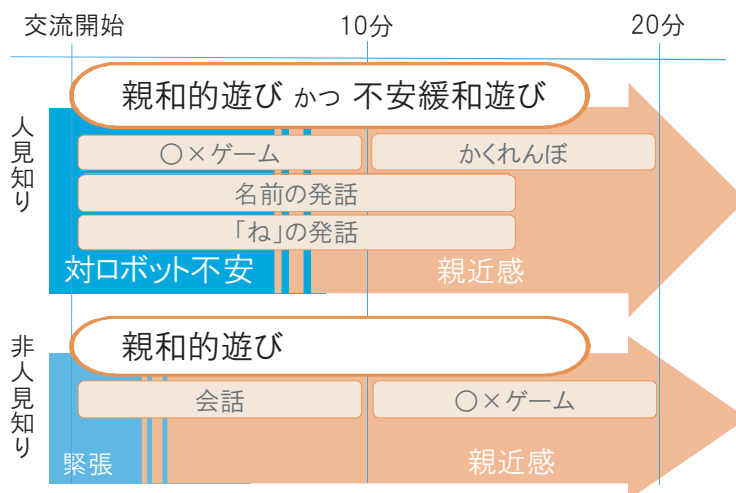 交流開始
10分
20分
人見知り
親和的遊び かつ 不安緩和遊び
○×ゲーム
かくれんぼ
名前の発話
「ね」の発話
対ロボット不安
親近感
非人見知り
親和的遊び
会話
○×ゲーム
緊張
親近感